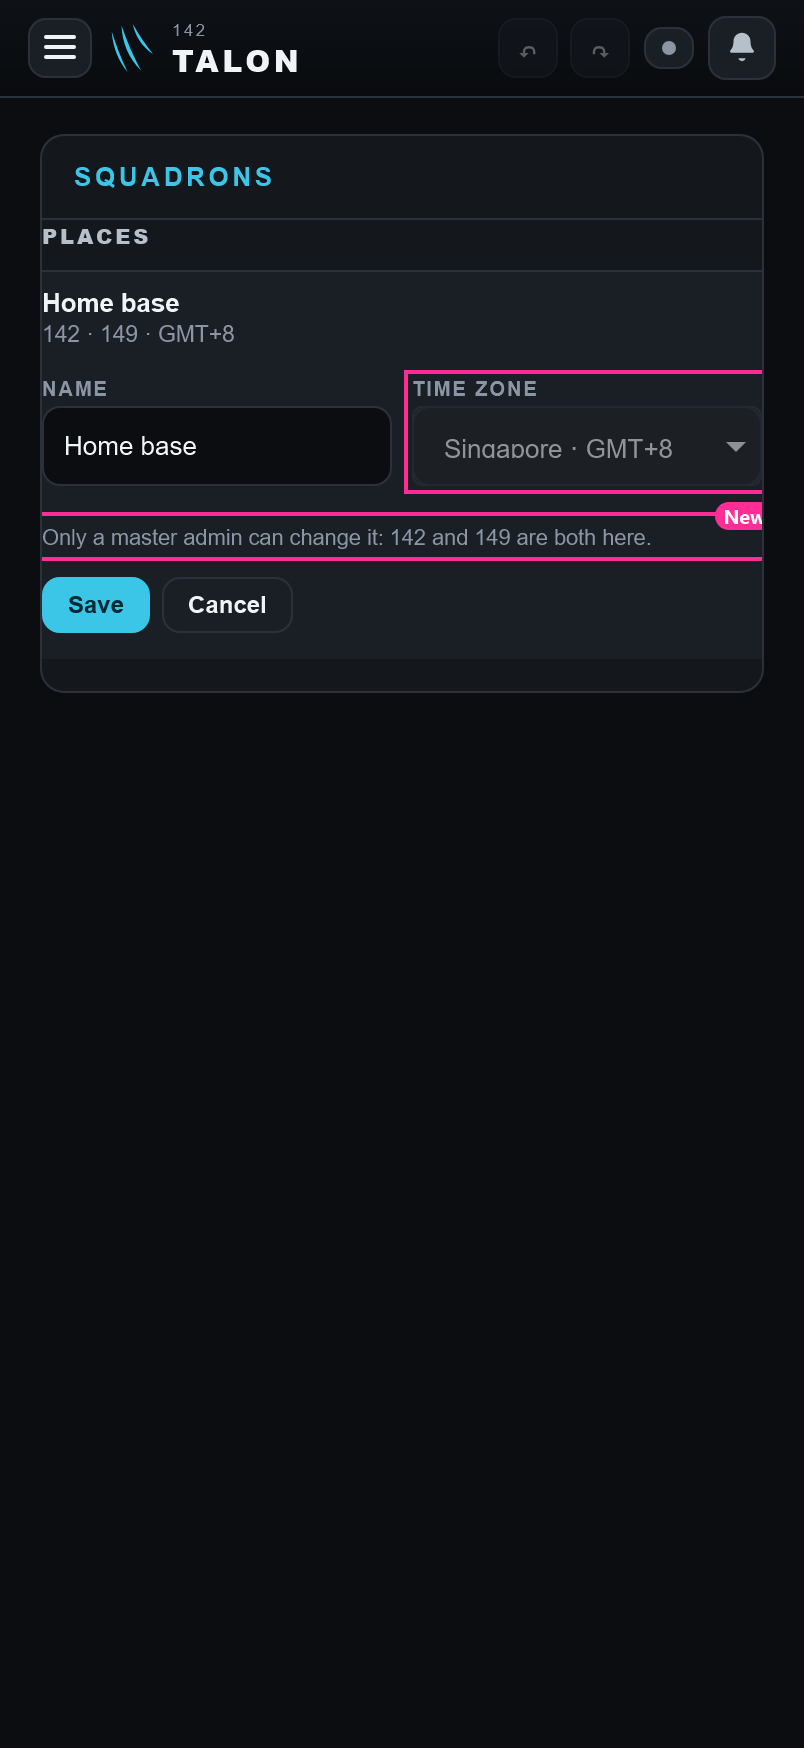 142
TALON
SQUADRONS
PLACES
Home base
142 · 149 · GMT+8
NAME
TIME ZONE
Home base
Singapore · GMT+8
New
Only a master admin can change it: 142 and 149 are both here.
Save
Cancel